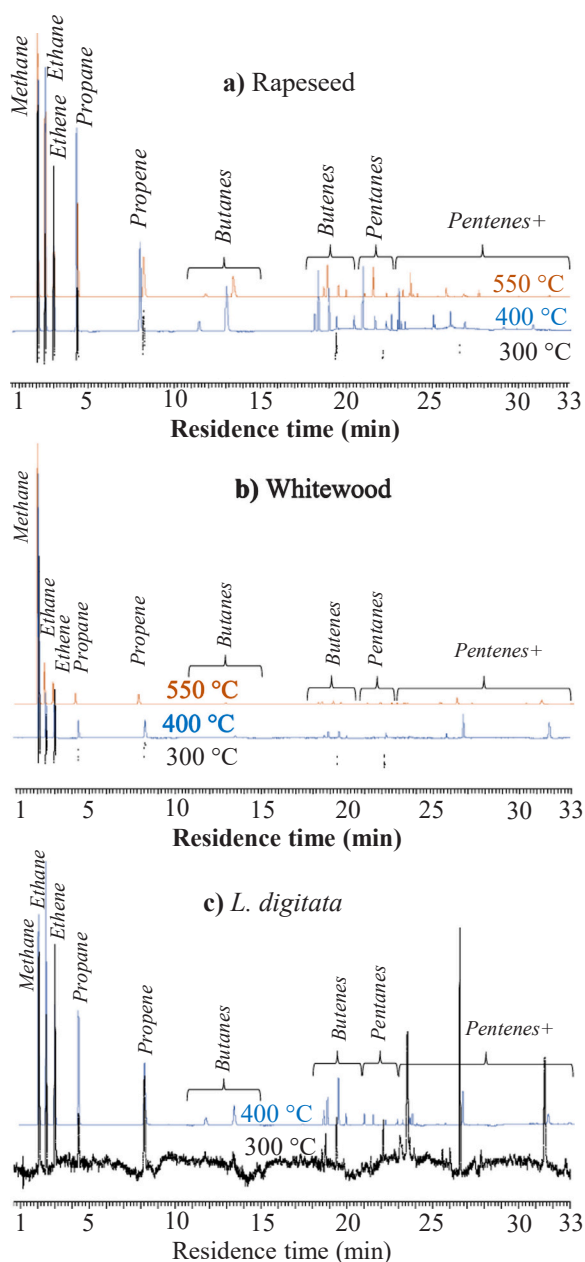 a) Rapeseed
Methane
Ethane
Ethene
Propane
Propene
Butanes
Butenes
Pentanes
Pentenes+
550 °C
400 °C
300 °C
1 5 10 15 20 25 30 33
Residence time (min)
b) Whitewood
Methane
Ethane
Ethene
Propane
Propene
Butanes
Butenes
Pentanes
Pentenes+
550 °C
400 °C
300 °C
1 5 10 15 20 25 30 33
Residence time (min)
c) L. digitata
Methane
Ethane
Ethene
Propane
Propene
Butanes
Butenes
Pentanes
Pentenes+
400 °C
300 °C
1 5 10 15 20 25 30 33
Residence time (min)